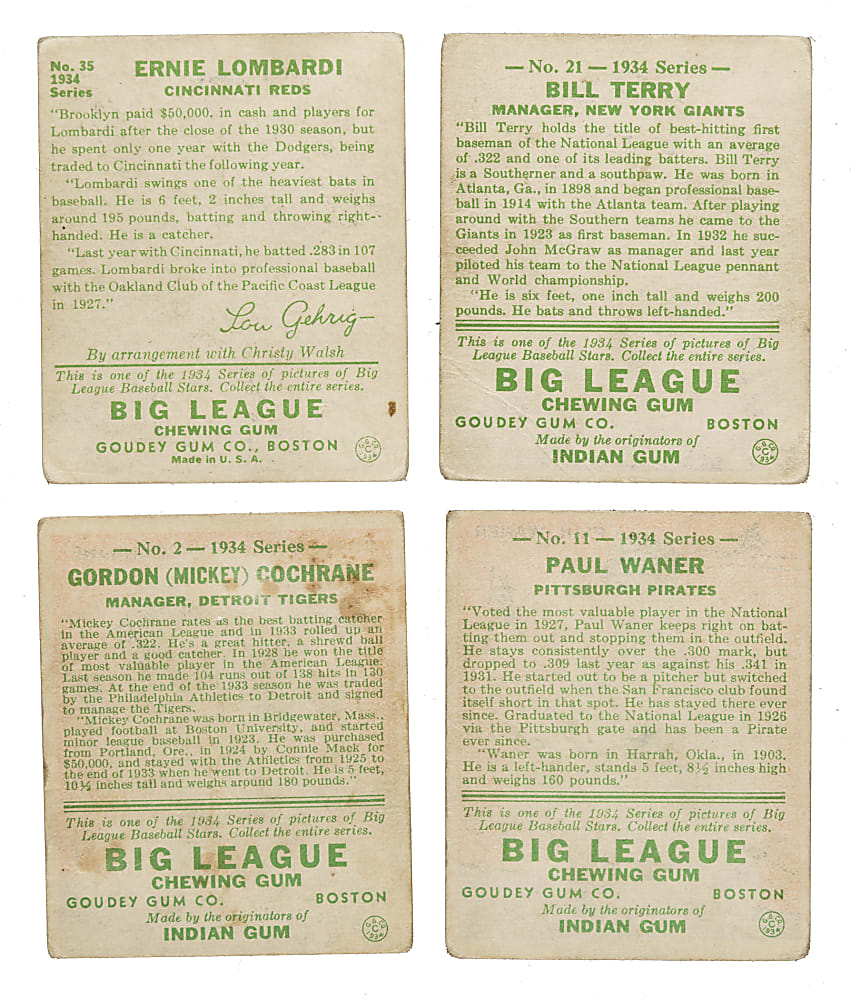 No. 35
1934
Series
ERNIE LOMBARDI
CINCINNATI REDS
"Brooklyn paid $50,000. in cash and players for
Lombardi after the close of the 1930 season, but
he spent only one year with the Dodgers, being
traded to Cincinnati the following year.
"Lombardi swings one of the heaviest bats in
baseball. He is 6 feet, 2 inches tall and weighs
around 195 pounds, batting and throwing right-
handed. He is a catcher.
"Last year with Cincinnati, he batted .283 in 107
games. Lombardi broke into professional baseball
with the Oakland Club of the Pacific Coast League
in 1927."
Lou Gehrig
By arrangement with Christy Walsh
This is one of the 1934 Series of pictures of Big
League Baseball Stars. Collect the entire series.
BIG LEAGUE
CHEWING GUM
GOUDEY GUM CO., BOSTON
Made in U. S. A.
G.G.Co.
C
1934
— No. 21 — 1934 Series —
BILL TERRY
MANAGER, NEW YORK GIANTS
"Bill Terry holds the title of best-hitting first
baseman of the National League with an average
of .322 and one of its leading batters. Bill Terry
is a Southerner and a southpaw. He was born in
Atlanta, Ga., in 1898 and began professional base-
ball in 1914 with the Atlanta team. After playing
around with the Southern teams he came to the
Giants in 1923 as first baseman. In 1932 he suc-
ceeded John McGraw as manager and last year
piloted his team to the National League pennant
and World championship.
"He is six feet, one inch tall and weighs 200
pounds. He bats and throws left-handed."
This is one of the 1934 Series of pictures of Big
League Baseball Stars. Collect the entire series.
BIG LEAGUE
CHEWING GUM
GOUDEY GUM CO. BOSTON
Made by the originators of
INDIAN GUM
G.G.Co.
C
1934
— No. 2 — 1934 Series —
GORDON (MICKEY) COCHRANE
MANAGER, DETROIT TIGERS
"Mickey Cochrane rates as the best batting catcher
in the American League and in 1933 rolled up an
average of .322. He's a great hitter, a shrewd ball
player and a good catcher. In 1928 he won the title
of most valuable player in the American League.
Last season he made 104 runs out of 138 hits in 130
games. At the end of the 1933 season he was traded
by the Philadelphia Athletics to Detroit and signed
to manage the Tigers.
"Mickey Cochrane was born in Bridgewater, Mass.,
played football at Boston University, and started
minor league baseball in 1923. He was purchased
from Portland, Ore., in 1924 by Connie Mack for
$50,000, and stayed with the Athletics from 1925 to
the end of 1933 when he went to Detroit. He is 5 feet,
10½ inches tall and weighs around 180 pounds."
This is one of the 1934 Series of pictures of Big
League Baseball Stars. Collect the entire series.
BIG LEAGUE
CHEWING GUM
GOUDEY GUM CO. BOSTON
Made by the originators of
INDIAN GUM
G.G.Co.
C
1934
— No. 11 — 1934 Series —
PAUL WANER
PITTSBURGH PIRATES
"Voted the most valuable player in the National
League in 1927, Paul Waner keeps right on bat-
ting them out and stopping them in the outfield.
He stays consistently over the .300 mark, but
dropped to .309 last year as against his .341 in
1931. He started out to be a pitcher but switched
to the outfield when the San Francisco club found
itself short in that spot. He has stayed there ever
since. Graduated to the National League in 1926
via the Pittsburgh gate and has been a Pirate
ever since.
"Waner was born in Harrah, Okla., in 1903.
He is a left-hander, stands 5 feet, 8½ inches high
and weighs 160 pounds."
This is one of the 1934 Series of pictures of Big
League Baseball Stars. Collect the entire series.
BIG LEAGUE
CHEWING GUM
GOUDEY GUM CO. BOSTON
Made by the originators of
INDIAN GUM
G.G.Co.
C
1934